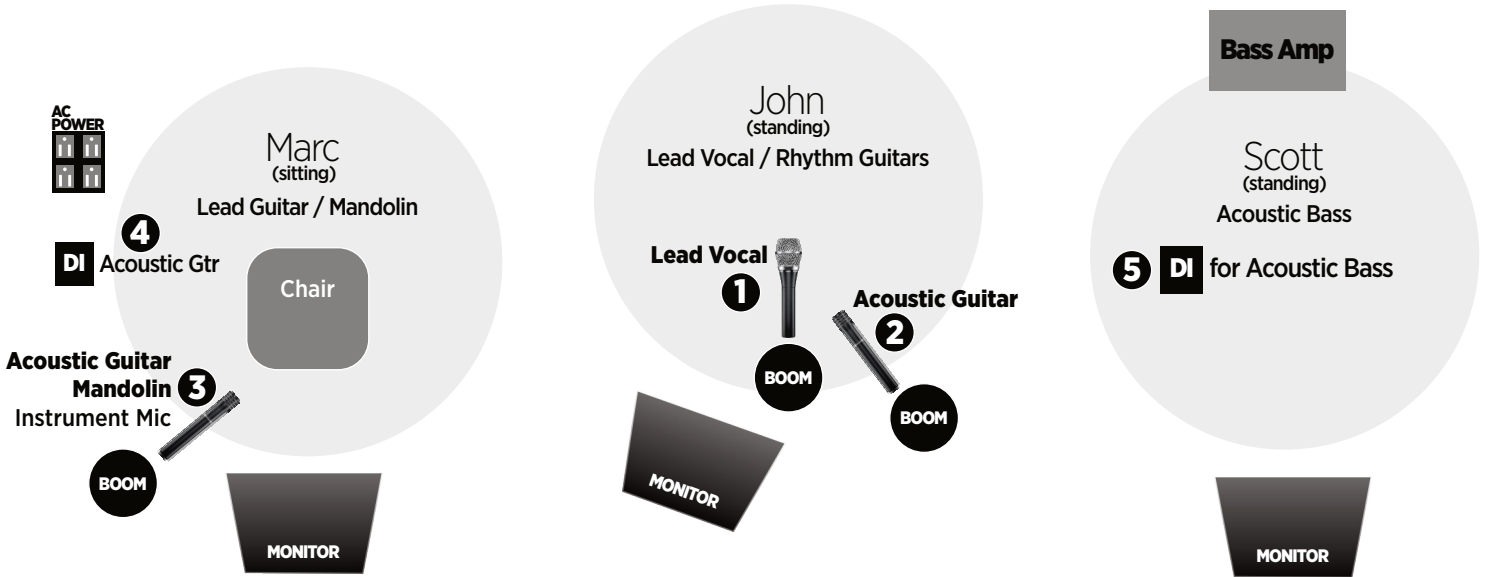 AC
POWER
Marc
(sitting)
Lead Guitar / Mandolin
4
DI Acoustic Gtr
Chair
Acoustic Guitar
Mandolin
3
Instrument Mic
BOOM
MONITOR
John
(standing)
Lead Vocal / Rhythm Guitars
Lead Vocal
1
Acoustic Guitar
2
BOOM
BOOM
MONITOR
Bass Amp
Scott
(standing)
Acoustic Bass
5 DI for Acoustic Bass
MONITOR